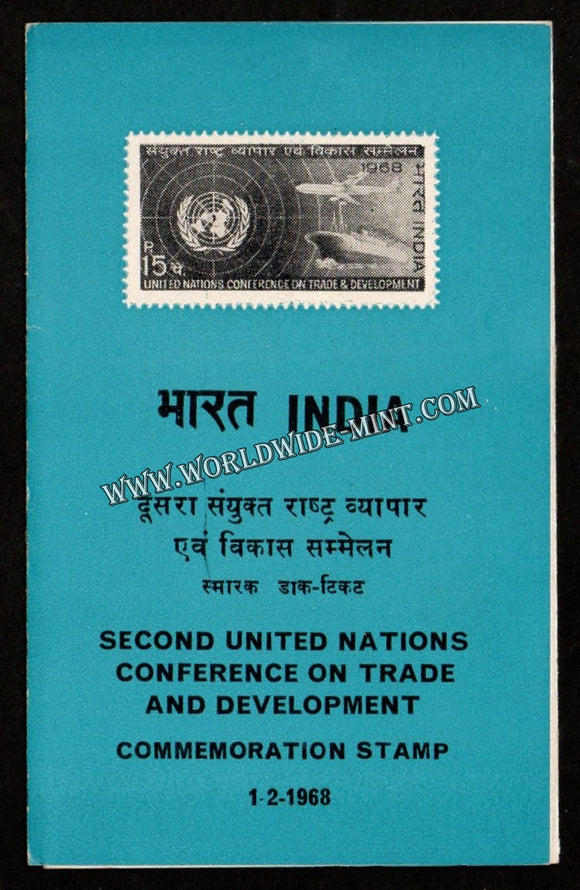 संयुक्त राष्ट्र व्यापार एवं विकास सम्मेलन
1968
भारत INDIA
P.
15 पै.
UNITED NATIONS CONFERENCE ON TRADE & DEVELOPMENT
भारत INDIA
WWW.WORLDWIDE-MINT.COM
दूसरा संयुक्त राष्ट्र व्यापार
एवं विकास सम्मेलन
स्मारक डाक-टिकट
SECOND UNITED NATIONS
CONFERENCE ON TRADE
AND DEVELOPMENT
COMMEMORATION STAMP
1-2-1968